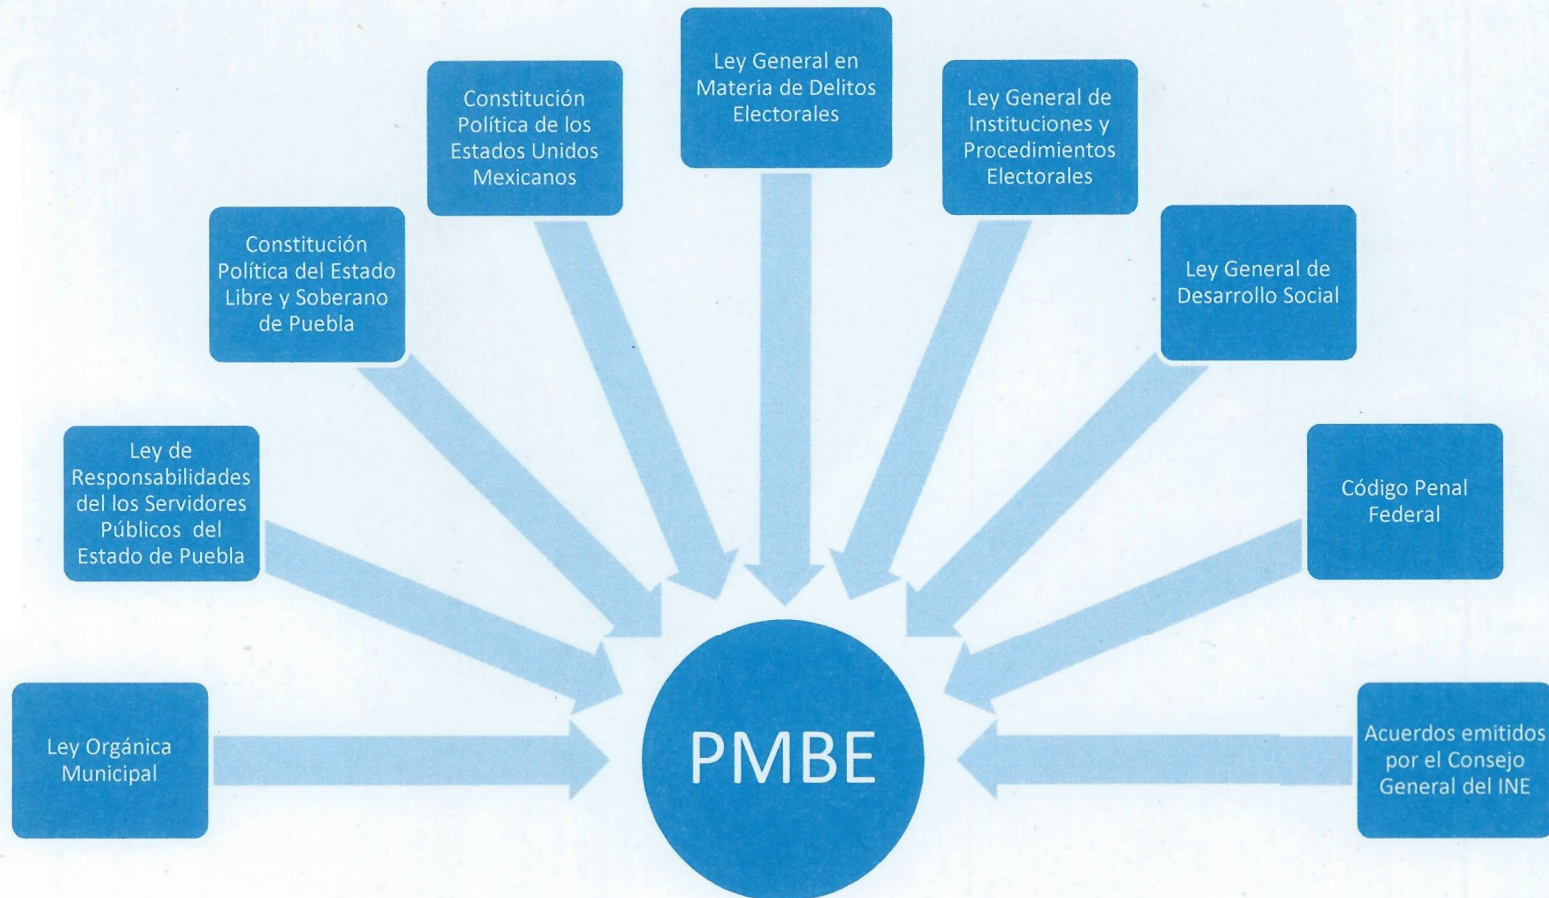 Ley General en
Materia de Delitos
Electorales
Constitución
Política de los
Estados Unidos
Mexicanos
Ley General de
Instituciones y
Procedimientos
Electorales
Constitución
Política del Estado
Libre y Soberano
de Puebla
Ley General de
Desarrollo Social
Ley de
Responsabilidades
del los Servidores
Públicos del
Estado de Puebla
Código Penal
Federal
Ley Orgánica
Municipal
PMBE
Acuerdos emitidos
por el Consejo
General del INE